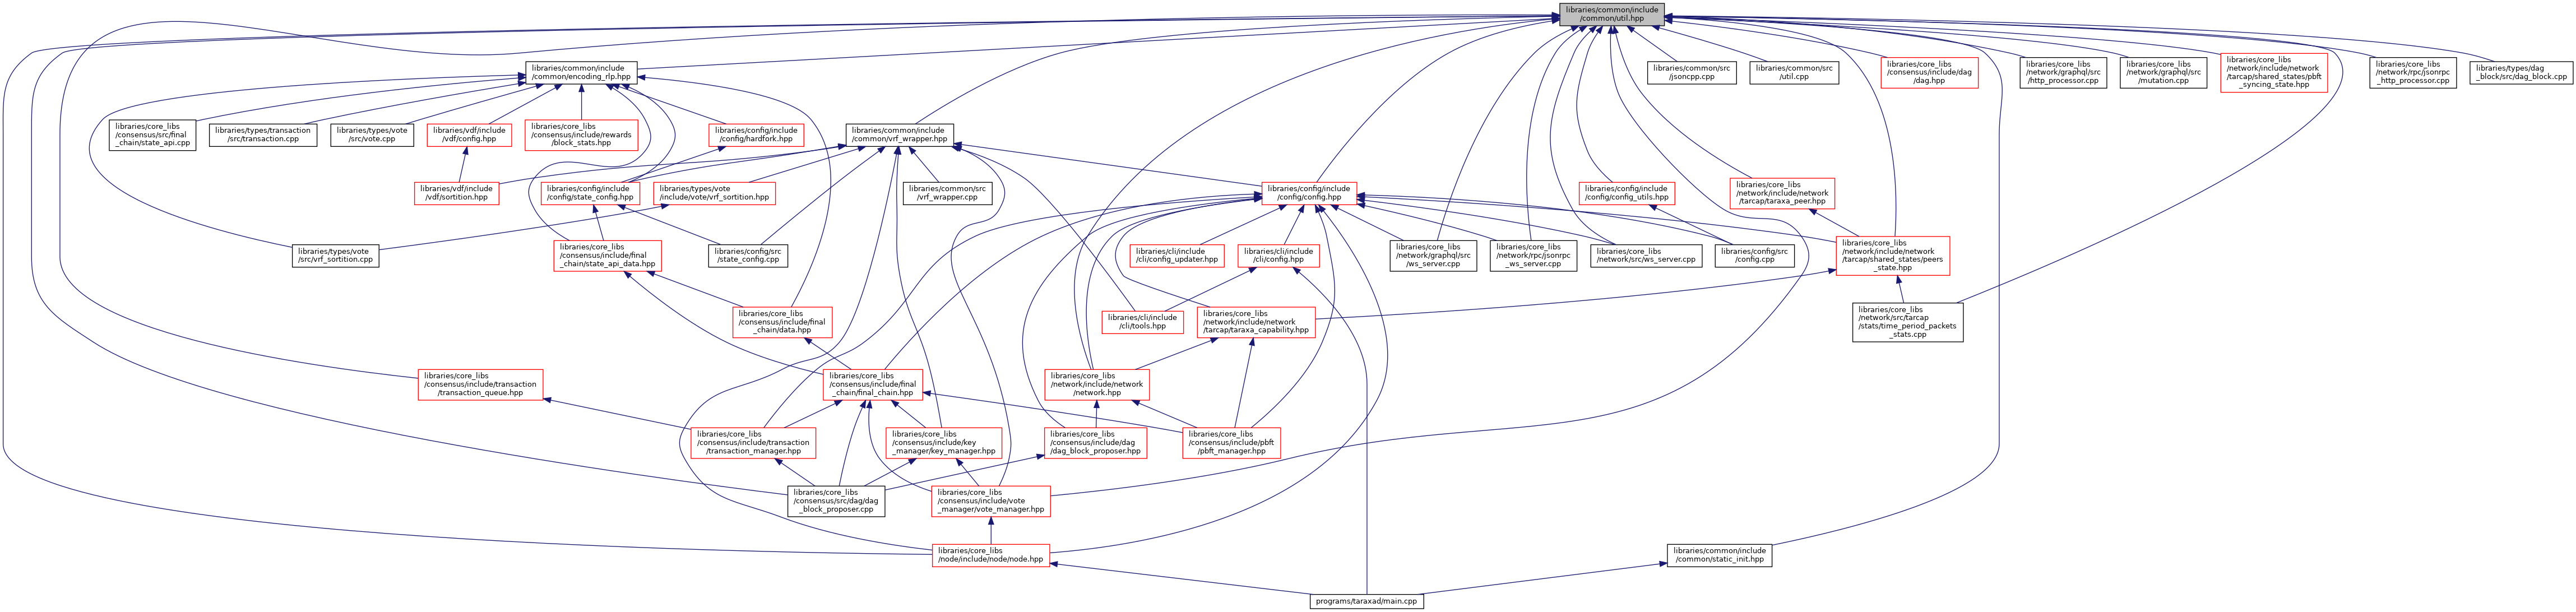 libraries/common/include
/common/util.hpp
libraries/common/include
/common/encoding_rlp.hpp
libraries/common/src
/jsoncpp.cpp
libraries/common/src
/util.cpp
libraries/core_libs
/consensus/include/dag
/dag.hpp
libraries/core_libs
/network/graphql/src
/http_processor.cpp
libraries/core_libs
/network/graphql/src
/mutation.cpp
libraries/core_libs
/network/include/network
/tarcap/shared_states/pbft
_syncing_state.hpp
libraries/core_libs
/network/rpc/jsonrpc
_http_processor.cpp
libraries/types/dag
_block/src/dag_block.cpp
libraries/core_libs
/consensus/src/final
_chain/state_api.cpp
libraries/types/transaction
/src/transaction.cpp
libraries/types/vote
/src/vote.cpp
libraries/vdf/include
/vdf/config.hpp
libraries/core_libs
/consensus/include/rewards
/block_stats.hpp
libraries/config/include
/config/hardfork.hpp
libraries/common/include
/common/vrf_wrapper.hpp
libraries/vdf/include
/vdf/sortition.hpp
libraries/config/include
/config/state_config.hpp
libraries/types/vote
/include/vote/vrf_sortition.hpp
libraries/common/src
/vrf_wrapper.cpp
libraries/config/include
/config/config.hpp
libraries/config/include
/config/config_utils.hpp
libraries/core_libs
/network/include/network
/tarcap/taraxa_peer.hpp
libraries/types/vote
/src/vrf_sortition.cpp
libraries/core_libs
/consensus/include/final
_chain/state_api_data.hpp
libraries/config/src
/state_config.cpp
libraries/cli/include
/cli/config_updater.hpp
libraries/cli/include
/cli/config.hpp
libraries/core_libs
/network/graphql/src
/ws_server.cpp
libraries/core_libs
/network/rpc/jsonrpc
_ws_server.cpp
libraries/core_libs
/network/src/ws_server.cpp
libraries/config/src
/config.cpp
libraries/core_libs
/network/include/network
/tarcap/shared_states/peers
_state.hpp
libraries/core_libs
/consensus/include/final
_chain/data.hpp
libraries/cli/include
/cli/tools.hpp
libraries/core_libs
/network/include/network
/tarcap/taraxa_capability.hpp
libraries/core_libs
/network/src/tarcap
/stats/time_period_packets
_stats.cpp
libraries/core_libs
/consensus/include/transaction
/transaction_queue.hpp
libraries/core_libs
/consensus/include/final
_chain/final_chain.hpp
libraries/core_libs
/network/include/network
/network.hpp
libraries/core_libs
/consensus/include/transaction
/transaction_manager.hpp
libraries/core_libs
/consensus/include/key
_manager/key_manager.hpp
libraries/core_libs
/consensus/include/dag
/dag_block_proposer.hpp
libraries/core_libs
/consensus/include/pbft
/pbft_manager.hpp
libraries/core_libs
/consensus/src/dag/dag
_block_proposer.cpp
libraries/core_libs
/consensus/include/vote
_manager/vote_manager.hpp
libraries/core_libs
/node/include/node/node.hpp
libraries/common/include
/common/static_init.hpp
programs/taraxad/main.cpp